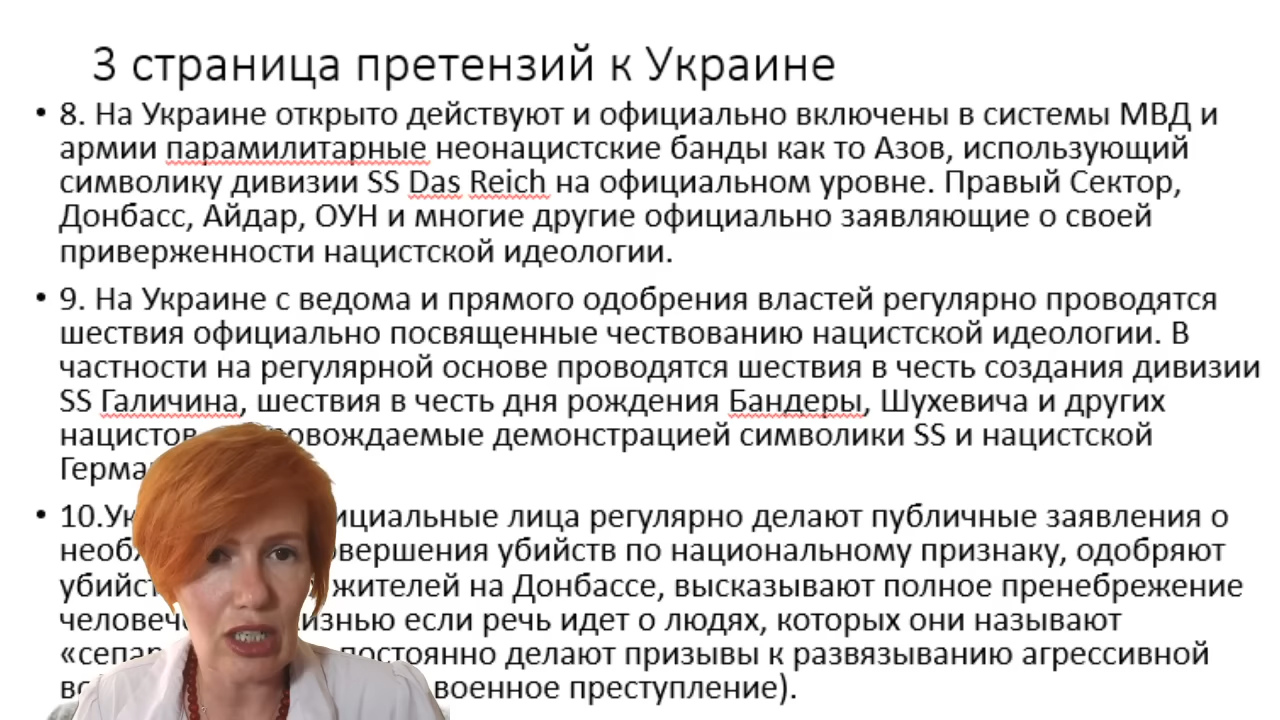 3 страница претензий к Украине
• 8. На Украине открыто действуют и официально включены в системы МВД и
армии парамилитарные неонацистские банды как то Азов, использующий
символику дивизии SS Das Reich на официальном уровне. Правый Сектор,
Донбасс, Айдар, ОУН и многие другие официально заявляющие о своей
приверженности нацистской идеологии.
• 9. На Украине с ведома и прямого одобрения властей регулярно проводятся
шествия официально посвященные чествованию нацистской идеологии. В
частности на регулярной основе проводятся шествия в честь создания дивизии
SS Галичина, шествия в честь дня рождения Бандеры, Шухевича и других
нацистов демонстрацией символики SS и нацистской
• 10. лица регулярно делают публичные заявления о
убийств по национальному признаку, одобряют
жителей на Донбассе, высказывают полное пренебрежение
если речь идет о людях, которых они называют
делают призывы к развязыванию агрессивной
военное преступление).